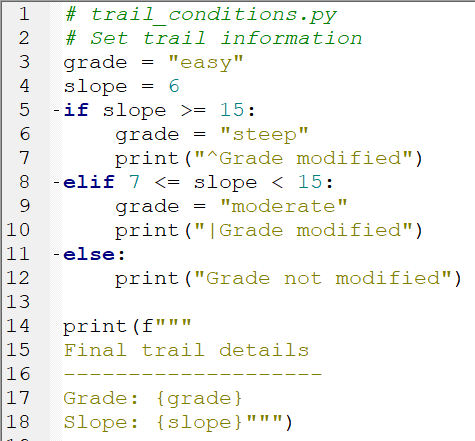 1 # trail_conditions.py
2 # Set trail information
3 grade = "easy"
4 slope = 6
5 -if slope >= 15:
6     grade = "steep"
7     print("^Grade modified")
8 -elif 7 <= slope < 15:
9     grade = "moderate"
10     print("|Grade modified")
11 -else:
12     print("Grade not modified")
13
14 print(f"""
15 Final trail details
16 --------------------
17 Grade: {grade}
18 Slope: {slope}""")